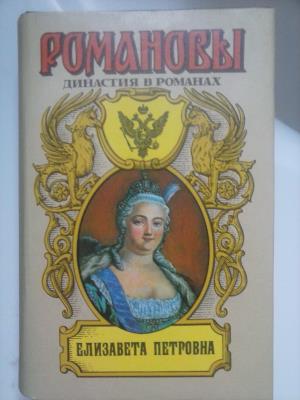 РОМАНОВЫ
ДИНАСТИЯ В РОМАНАХ
ЕЛИЗАВЕТА ПЕТРОВНА